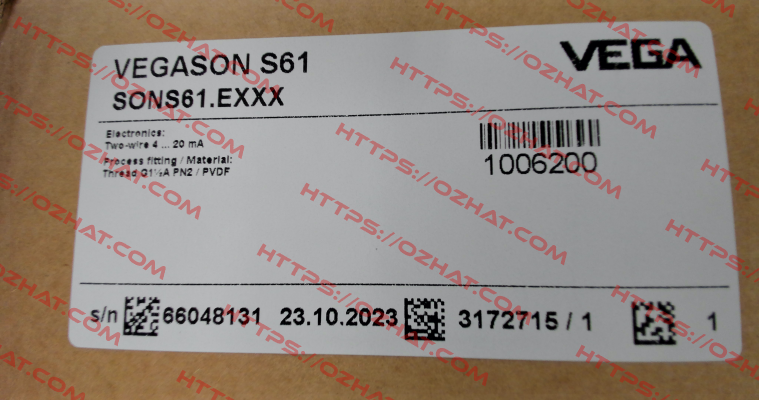 VEGASON S61
VEGA
SONS61.EXXX
Electronics:
Two-wire 4 ... 20 mA
Process fitting / Material:
Thread G1½A PN2 / PVDF
1006200
s/n 66048131 23.10.2023 3172715 / 1 1
HTTPS://OZHAT.COM